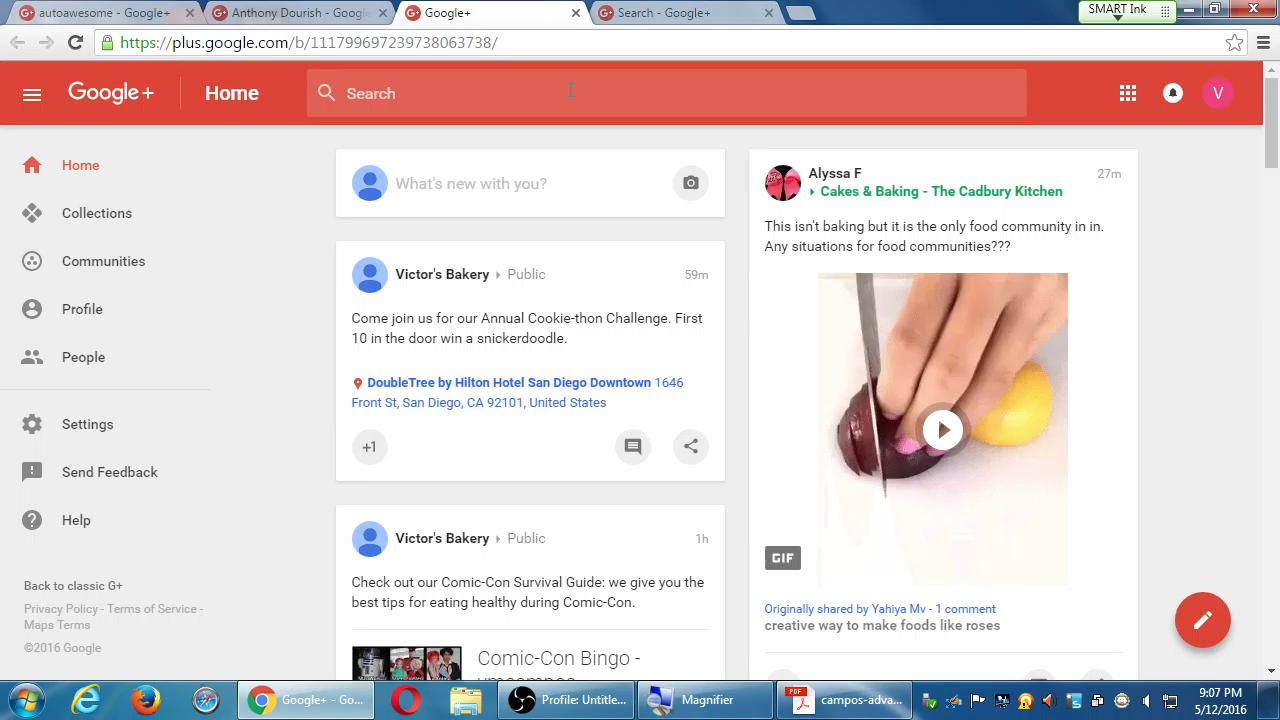 autoawesome - Google+
Anthony Dourish - Goog
Google+
Search - Google+
SMART Ink
https://plus.google.com/b/111799697239738063738/
Google+
Home
Search
V
Home
Collections
Communities
Profile
People
Settings
Send Feedback
Help
Back to classic G+
Privacy Policy - Terms of Service -
Maps Terms
©2016 Google
What's new with you?
Victor's Bakery
Public
59m
Come join us for our Annual Cookie-thon Challenge. First
10 in the door win a snickerdoodle.
DoubleTree by Hilton Hotel San Diego Downtown 1646
Front St, San Diego, CA 92101, United States
+1
Victor's Bakery
Public
1h
Check out our Comic-Con Survival Guide: we give you the
best tips for eating healthy during Comic-Con.
Comic-Con Bingo -
Alyssa F
27m
Cakes & Baking - The Cadbury Kitchen
This isn't baking but it is the only food community in in.
Any situations for food communities???
GIF
Originally shared by Yahiya Mv - 1 comment
creative way to make foods like roses
Google+ - Go...
Profile: Untitle...
Magnifier
PDF
campos-adva...
9:07 PM
5/12/2016